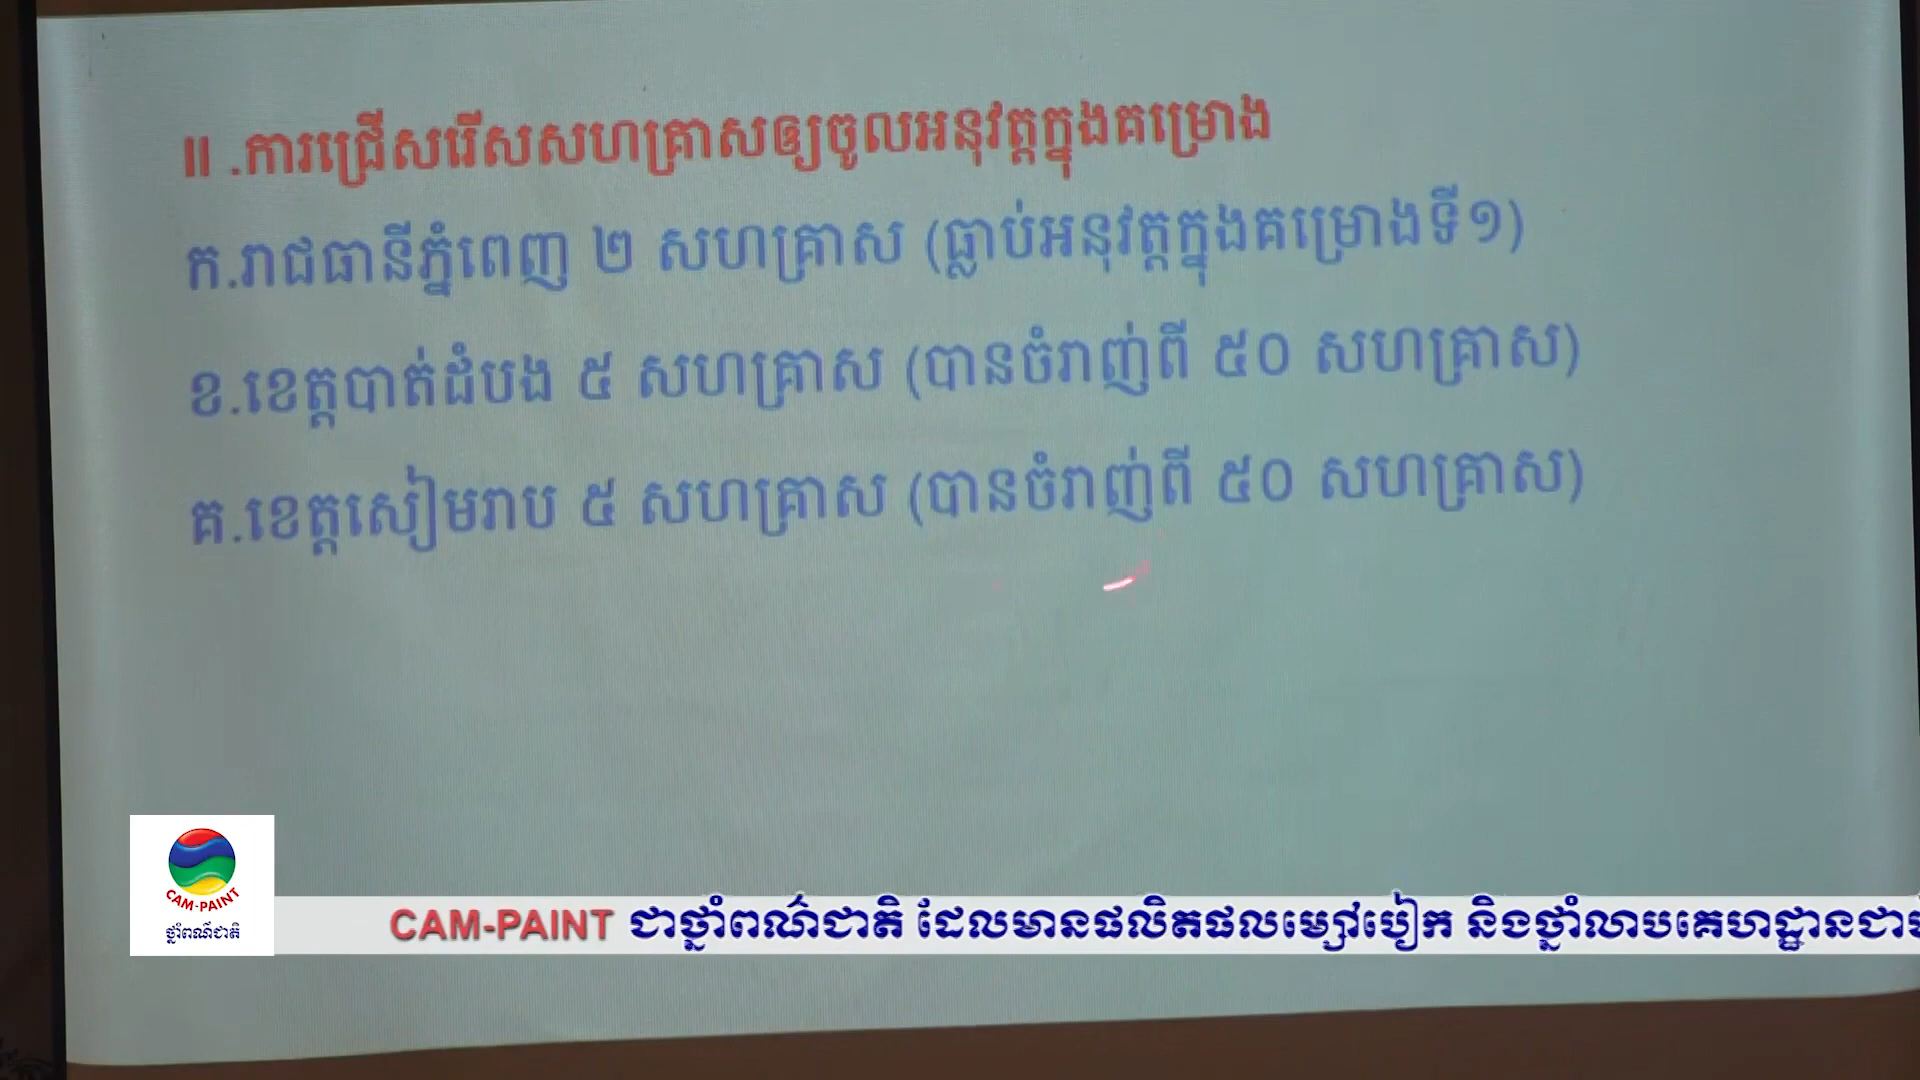 II .ការជ្រើសរើសសហគ្រាសឲ្យចូលអនុវត្តក្នុងគម្រោង
ក.រាជធានីភ្នំពេញ ២ សហគ្រាស (ធ្លាប់អនុវត្តក្នុងគម្រោងទី១)
ខ.ខេត្តបាត់ដំបង ៥ សហគ្រាស (បានចំរាញ់ពី ៥០ សហគ្រាស)
គ.ខេត្តសៀមរាប ៥ សហគ្រាស (បានចំរាញ់ពី ៥០ សហគ្រាស)
CAM-PAINT
ថ្នាំពណ៌ជាតិ
CAM-PAINT ជាថ្នាំពណ៌ជាតិ ដែលមានផលិតផលម្សៅបៀក និងថ្នាំលាបគេហដ្ឋានជា